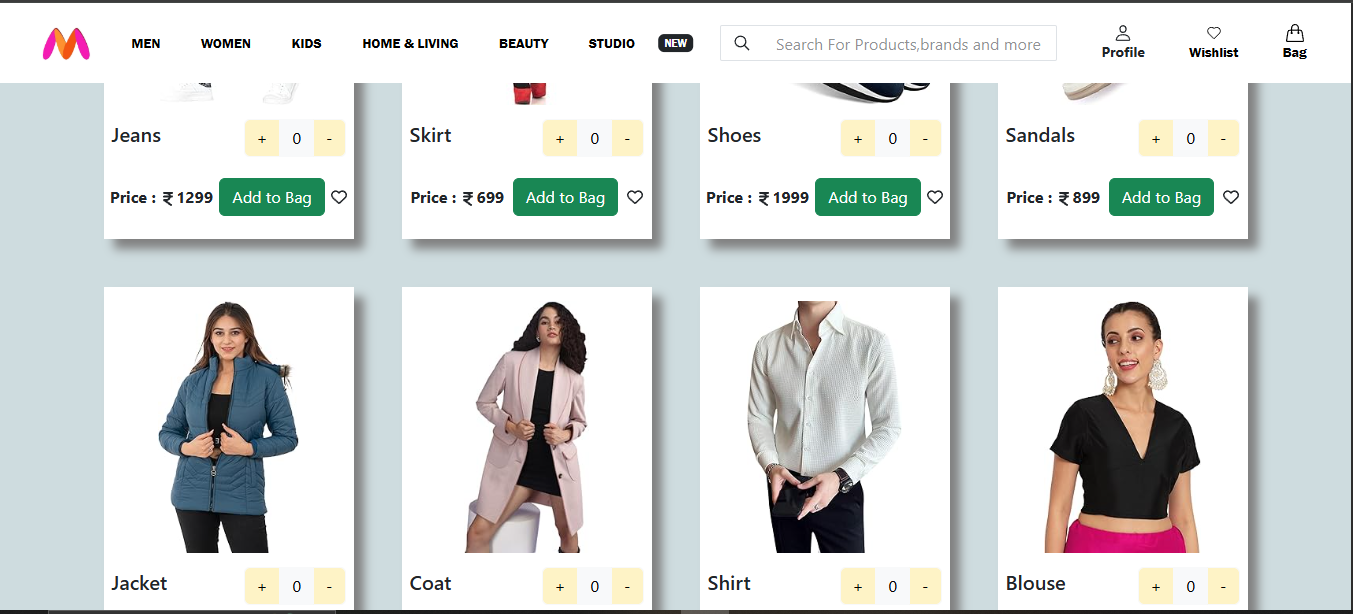 MEN WOMEN KIDS HOME & LIVING BEAUTY STUDIO NEW Search For Products,brands and more Profile Wishlist Bag
Jeans + 0 - Skirt + 0 - Shoes + 0 - Sandals + 0 -
Price : ₹ 1299 Add to Bag Price : ₹ 699 Add to Bag Price : ₹ 1999 Add to Bag Price : ₹ 899 Add to Bag
Jacket + 0 - Coat + 0 - Shirt + 0 - Blouse + 0 -